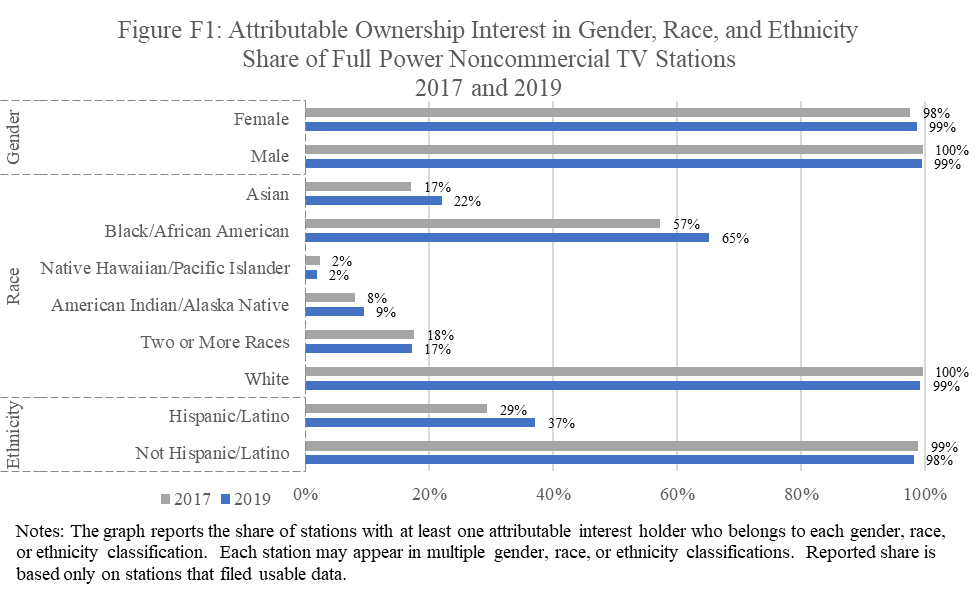 Figure F1: Attributable Ownership Interest in Gender, Race, and Ethnicity
Share of Full Power Noncommercial TV Stations
2017 and 2019
Gender
Female
98%
99%
Male
100%
99%
Race
Asian
17%
22%
Black/African American
57%
65%
Native Hawaiian/Pacific Islander
2%
2%
American Indian/Alaska Native
8%
9%
Two or More Races
18%
17%
White
100%
99%
Ethnicity
Hispanic/Latino
29%
37%
Not Hispanic/Latino
99%
98%
2017 2019
0% 20% 40% 60% 80% 100%
Notes: The graph reports the share of stations with at least one attributable interest holder who belongs to each gender, race,
or ethnicity classification. Each station may appear in multiple gender, race, or ethnicity classifications. Reported share is
based only on stations that filed usable data.